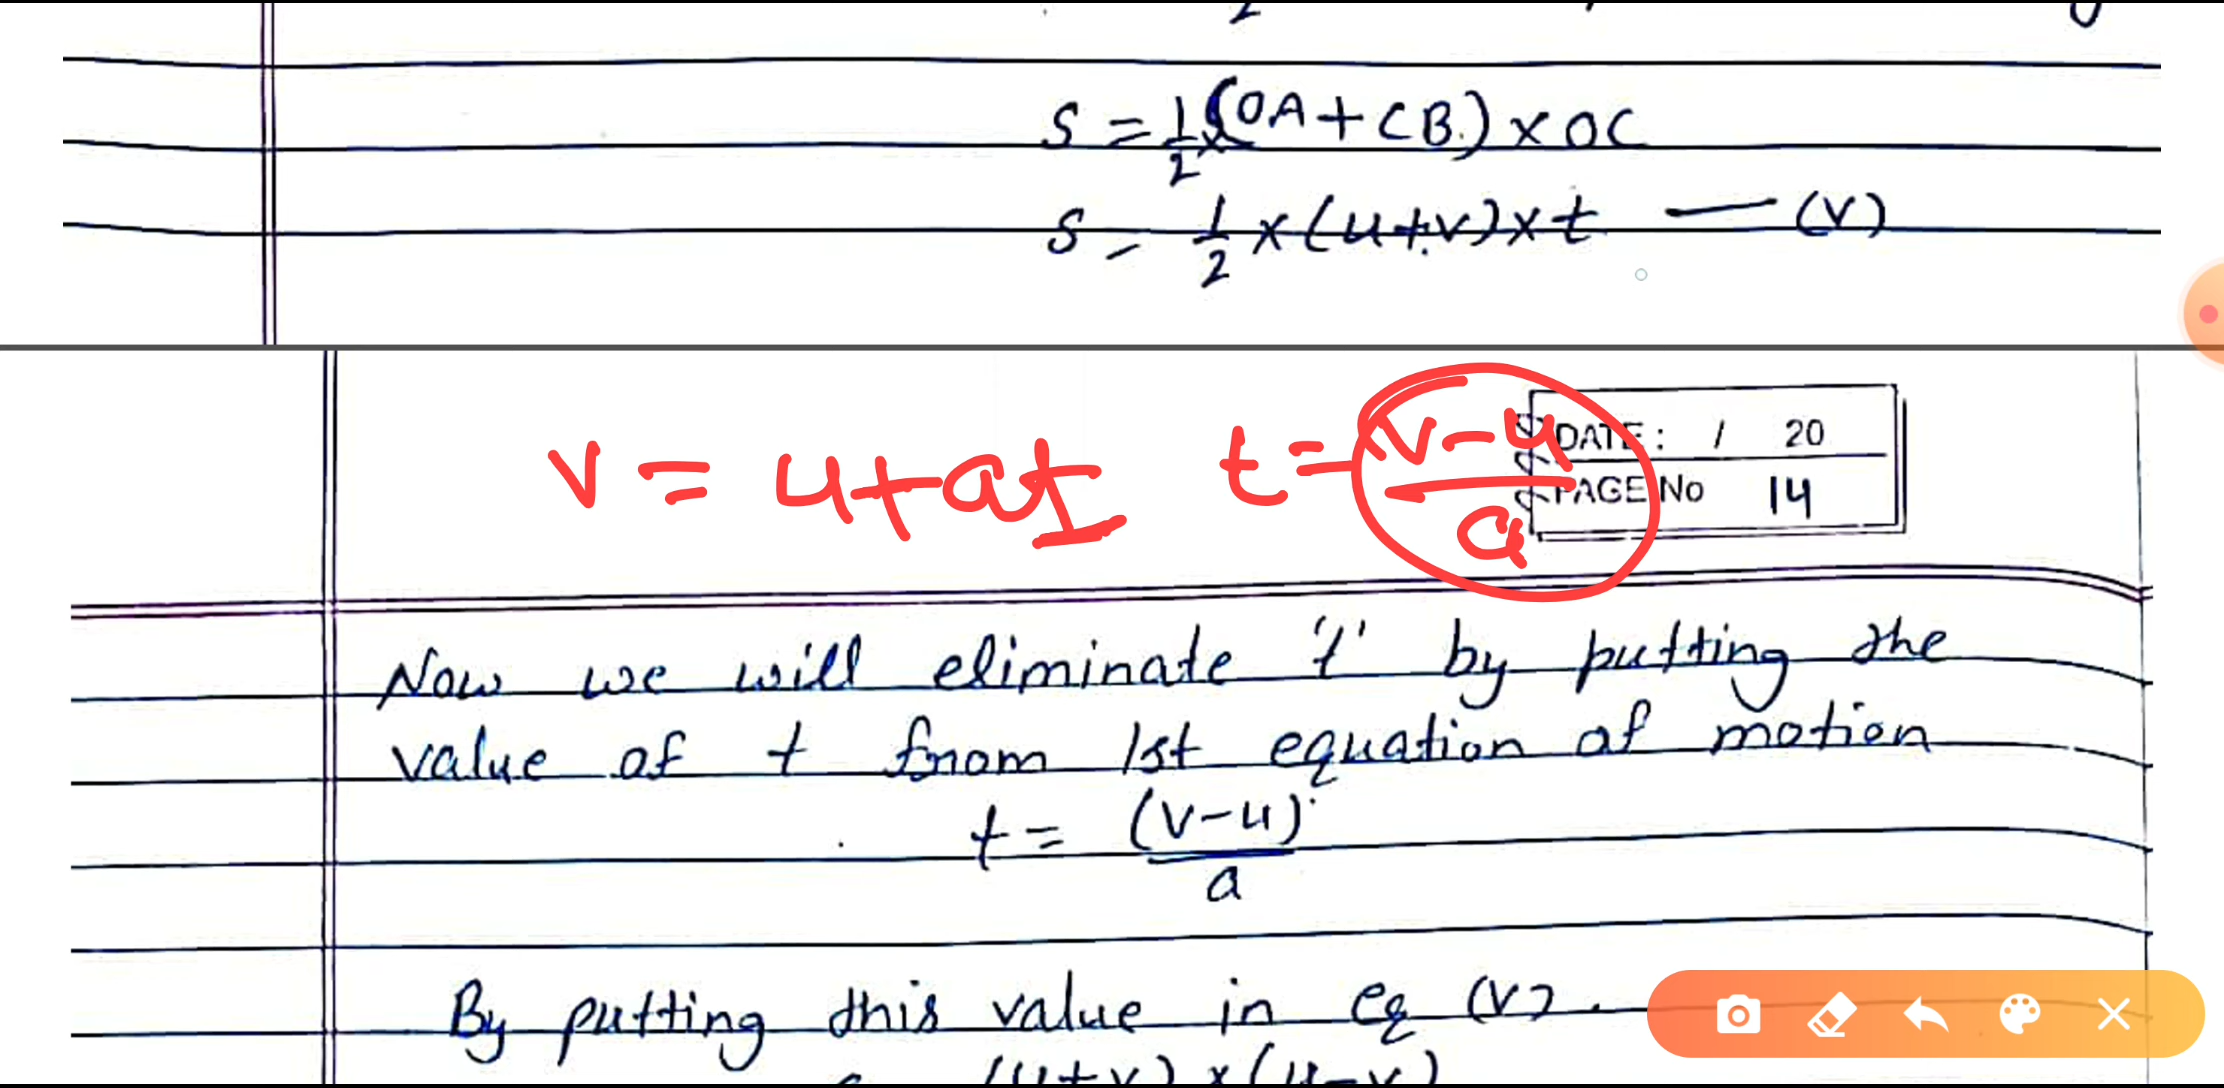 S = 1/2 x (OA + CB) x OC
S = 1/2 x (u+v) x t — (v)
v = u+at t = v-u/a
DATE: / 20
PAGE No 14
Now we will eliminate 't' by putting the
value of t from 1st equation of motion
t = (v-u)/a
By putting this value in eq (v).
(u+v) x (u-v)